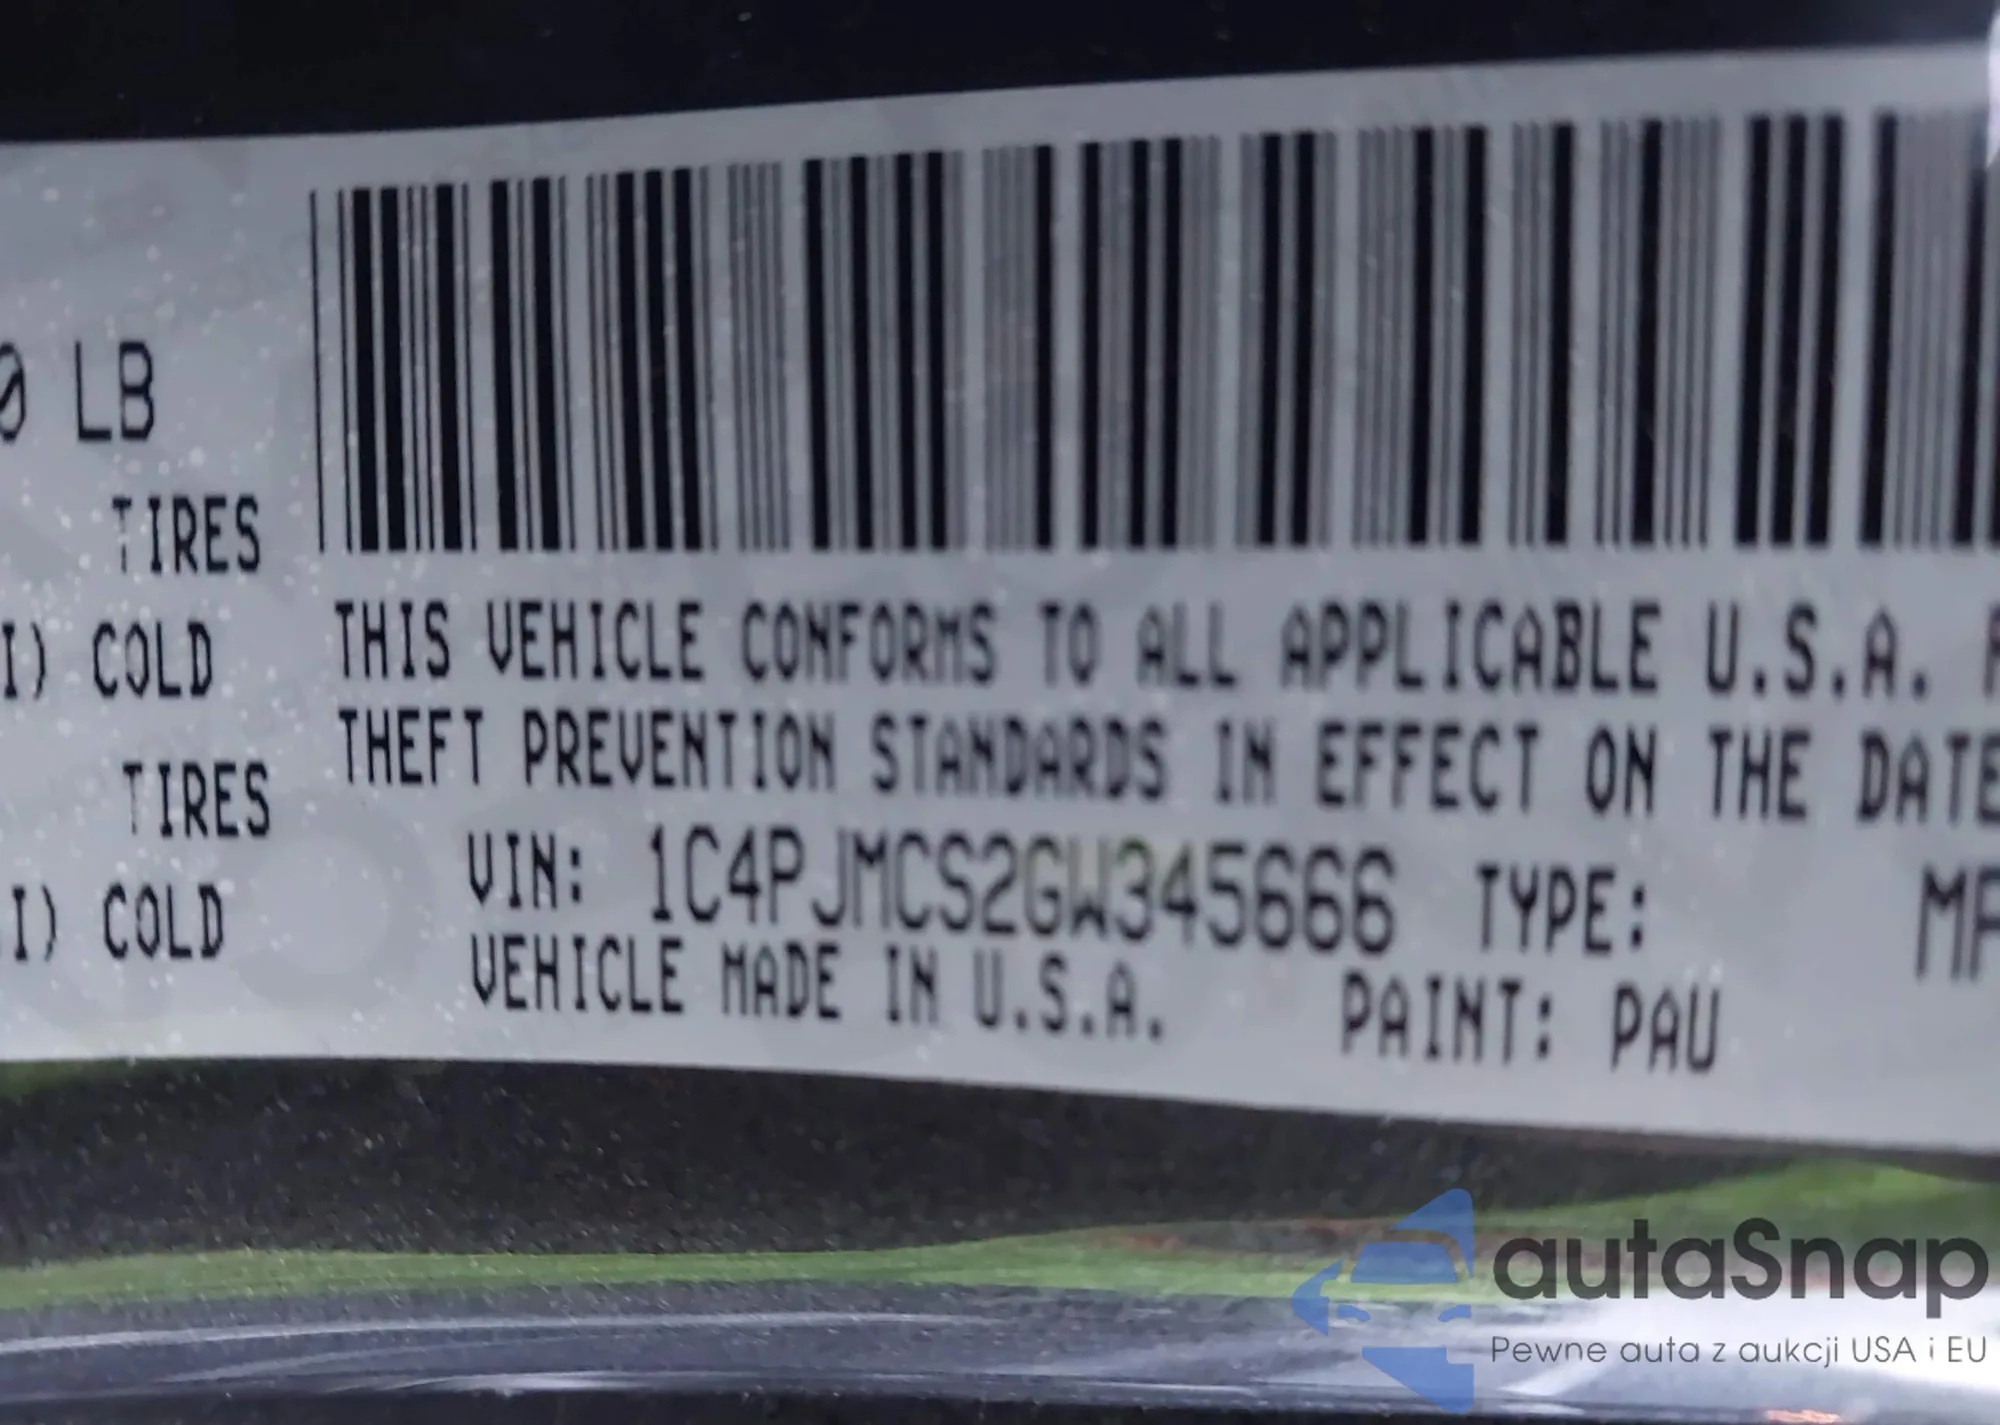 0 LB
TIRES
I) COLD
TIRES
I) COLD
THIS VEHICLE CONFORMS TO ALL APPLICABLE U.S.A.
THEFT PREVENTION STANDARDS IN EFFECT ON THE DATE
VIN: 1C4PJMCS2GW345666 TYPE: MP
VEHICLE MADE IN U.S.A. PAINT: PAU
autaSnap
Pewne auta z aukcji USA i EU